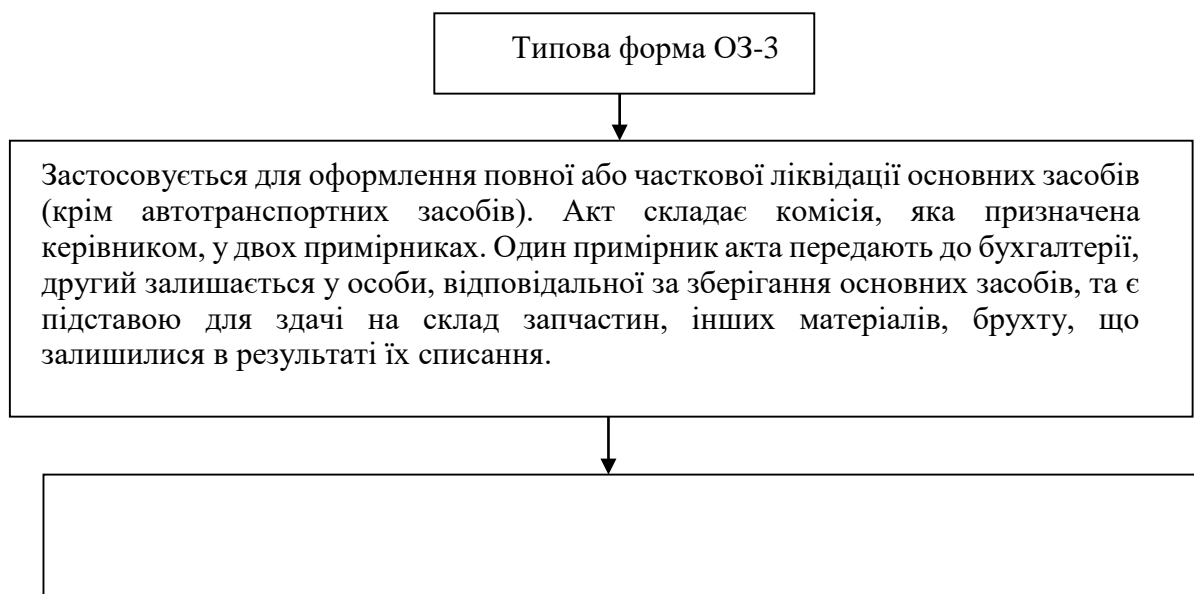 Типова форма ОЗ-3
Застосовується для оформлення повної або часткової ліквідації основних засобів
(крім автотранспортних засобів). Акт складає комісія, яка призначена
керівником, у двох примірниках. Один примірник акта передають до бухгалтерії,
другий залишається у особи, відповідальної за зберігання основних засобів, та є
підставою для здачі на склад запчастин, інших матеріалів, брухту, що
залишилися в результаті їх списання.